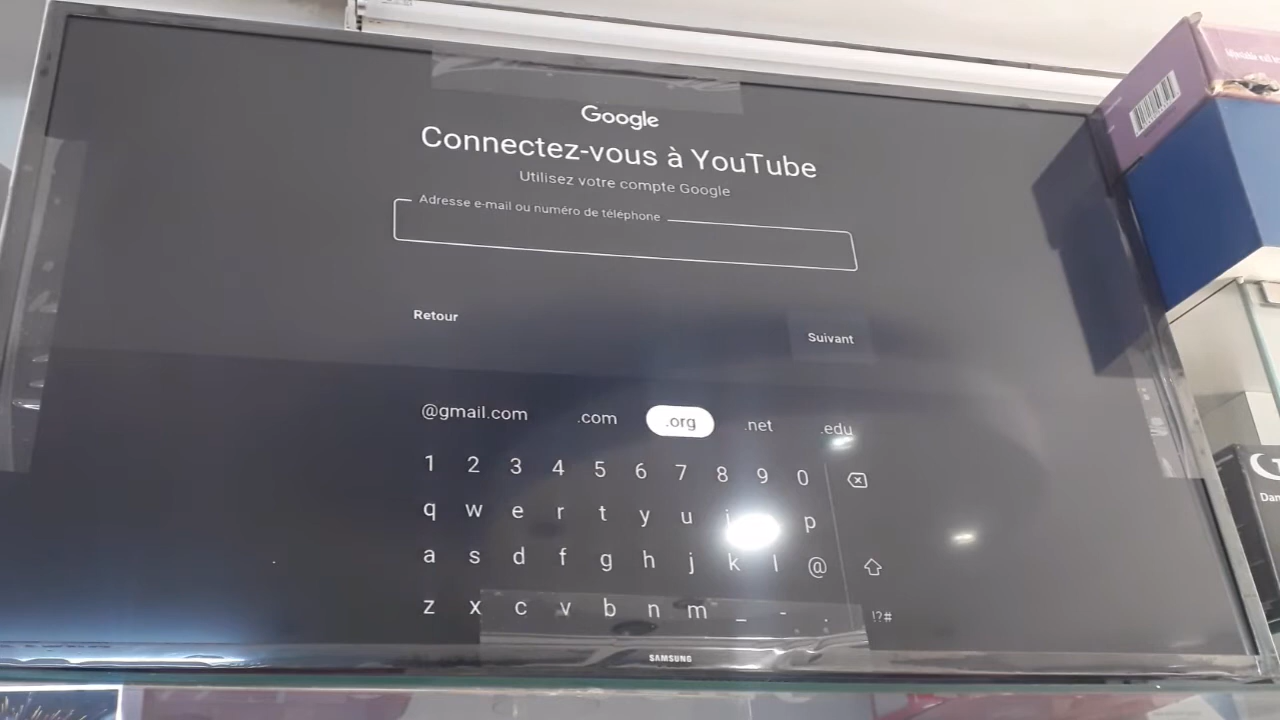 Google
Connectez-vous à YouTube
Utilisez votre compte Google
Adresse e-mail ou numéro de téléphone
Retour
Suivant
@gmail.com .com .org .net .edu
1 2 3 4 5 6 7 8 9 0
q w e r t y u i p
a s d f g h j k l @
z x c v b n m _ - . !?#
SAMSUNG